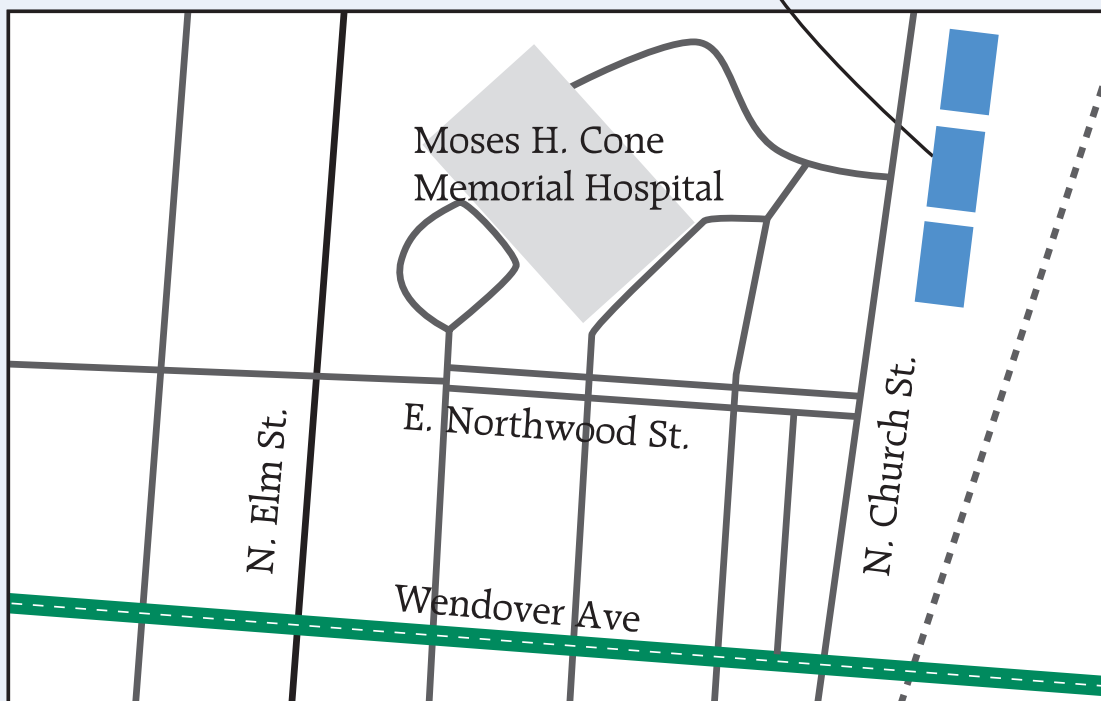 Moses H. Cone
Memorial Hospital
E. Northwood St.
N. Elm St.
N. Church St.
Wendover Ave